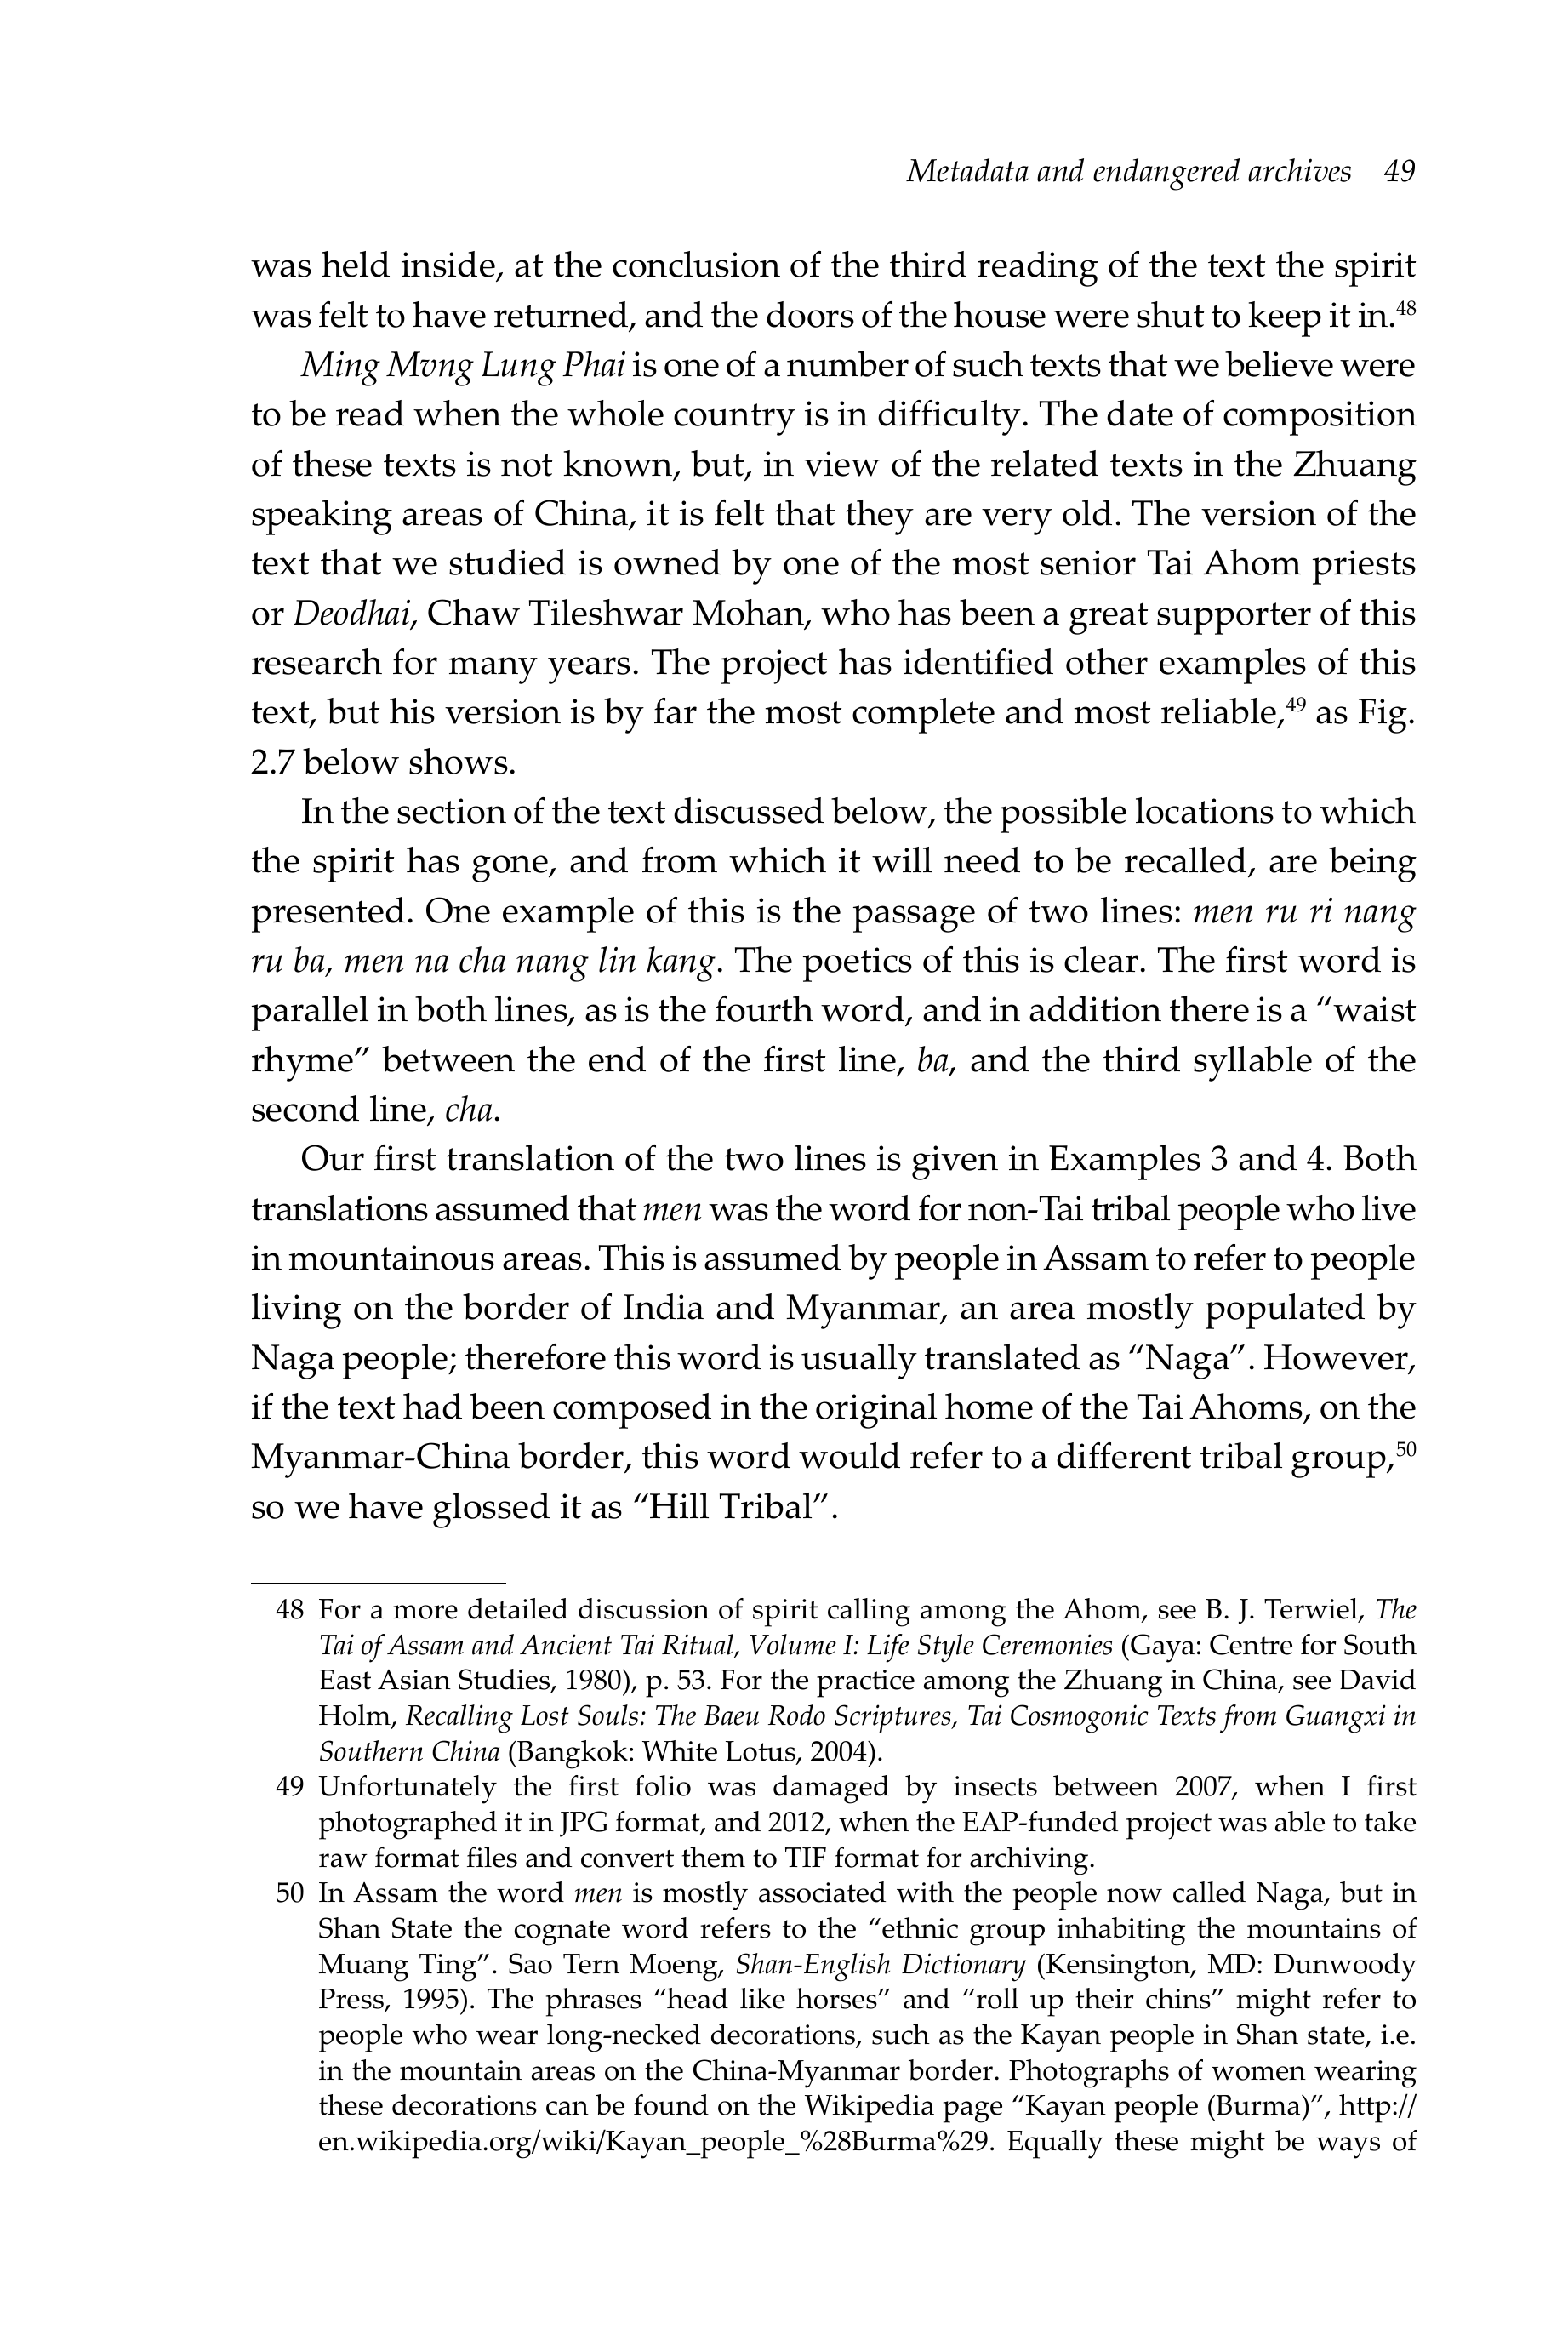 Metadata and endangered archives 49
was held inside, at the conclusion of the third reading of the text the spirit
was felt to have returned, and the doors of the house were shut to keep it in.48
Ming Mvng Lung Phai is one of a number of such texts that we believe were
to be read when the whole country is in difficulty. The date of composition
of these texts is not known, but, in view of the related texts in the Zhuang
speaking areas of China, it is felt that they are very old. The version of the
text that we studied is owned by one of the most senior Tai Ahom priests
or Deodhai, Chaw Tileshwar Mohan, who has been a great supporter of this
research for many years. The project has identified other examples of this
text, but his version is by far the most complete and most reliable,49 as Fig.
2.7 below shows.
In the section of the text discussed below, the possible locations to which
the spirit has gone, and from which it will need to be recalled, are being
presented. One example of this is the passage of two lines: men ru ri nang
ru ba, men na cha nang lin kang. The poetics of this is clear. The first word is
parallel in both lines, as is the fourth word, and in addition there is a “waist
rhyme” between the end of the first line, ba, and the third syllable of the
second line, cha.
Our first translation of the two lines is given in Examples 3 and 4. Both
translations assumed that men was the word for non-Tai tribal people who live
in mountainous areas. This is assumed by people in Assam to refer to people
living on the border of India and Myanmar, an area mostly populated by
Naga people; therefore this word is usually translated as “Naga”. However,
if the text had been composed in the original home of the Tai Ahoms, on the
Myanmar-China border, this word would refer to a different tribal group,50
so we have glossed it as “Hill Tribal”.
48 For a more detailed discussion of spirit calling among the Ahom, see B. J. Terwiel, The
Tai of Assam and Ancient Tai Ritual, Volume I: Life Style Ceremonies (Gaya: Centre for South
East Asian Studies, 1980), p. 53. For the practice among the Zhuang in China, see David
Holm, Recalling Lost Souls: The Baeu Rodo Scriptures, Tai Cosmogonic Texts from Guangxi in
Southern China (Bangkok: White Lotus, 2004).
49 Unfortunately the first folio was damaged by insects between 2007, when I first
photographed it in JPG format, and 2012, when the EAP-funded project was able to take
raw format files and convert them to TIF format for archiving.
50 In Assam the word men is mostly associated with the people now called Naga, but in
Shan State the cognate word refers to the “ethnic group inhabiting the mountains of
Muang Ting”. Sao Tern Moeng, Shan-English Dictionary (Kensington, MD: Dunwoody
Press, 1995). The phrases “head like horses” and “roll up their chins” might refer to
people who wear long-necked decorations, such as the Kayan people in Shan state, i.e.
in the mountain areas on the China-Myanmar border. Photographs of women wearing
these decorations can be found on the Wikipedia page “Kayan people (Burma)”, http://
en.wikipedia.org/wiki/Kayan_people_%28Burma%29. Equally these might be ways of